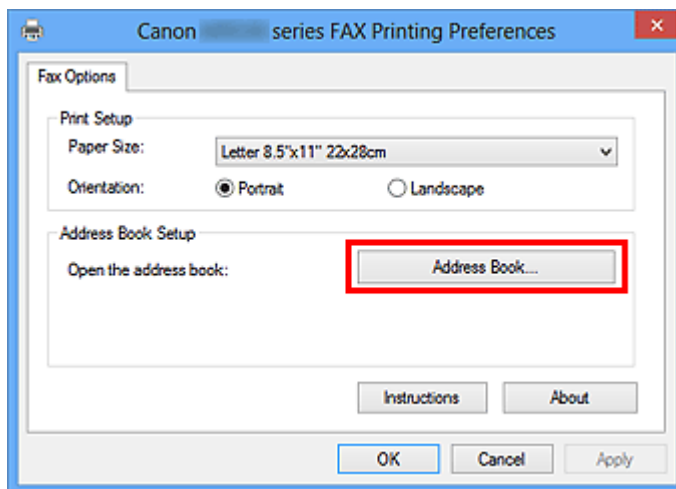 Canon series FAX Printing Preferences
Fax Options
Print Setup
Paper Size: Letter 8.5"x11" 22x28cm
Orientation: Portrait Landscape
Address Book Setup
Open the address book: Address Book...
Instructions About
OK Cancel Apply